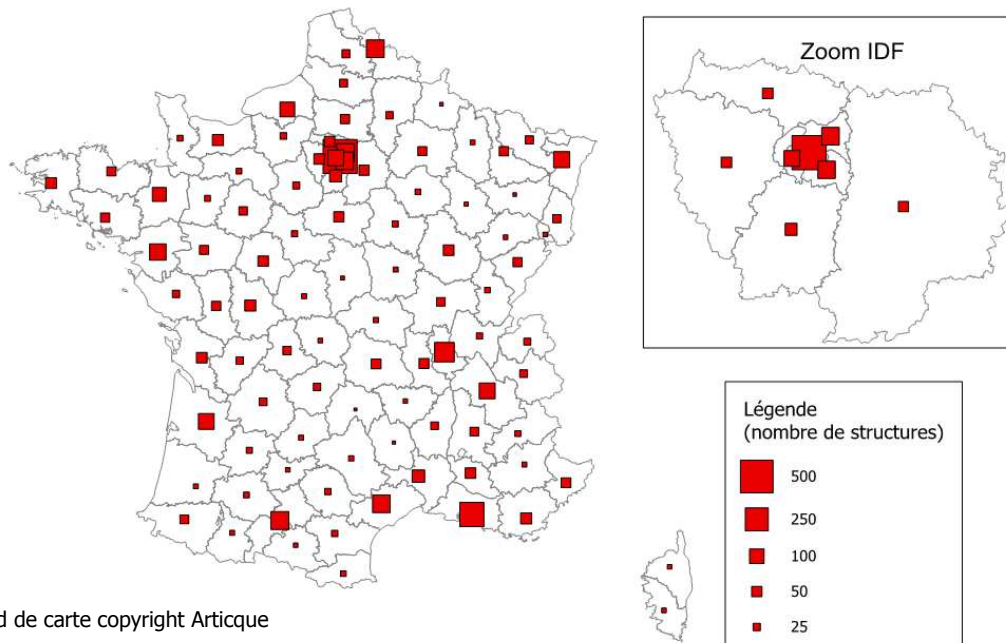 Zoom IDF
Légende
(nombre de structures)
500
250
100
50
25
d de carte copyright Articque